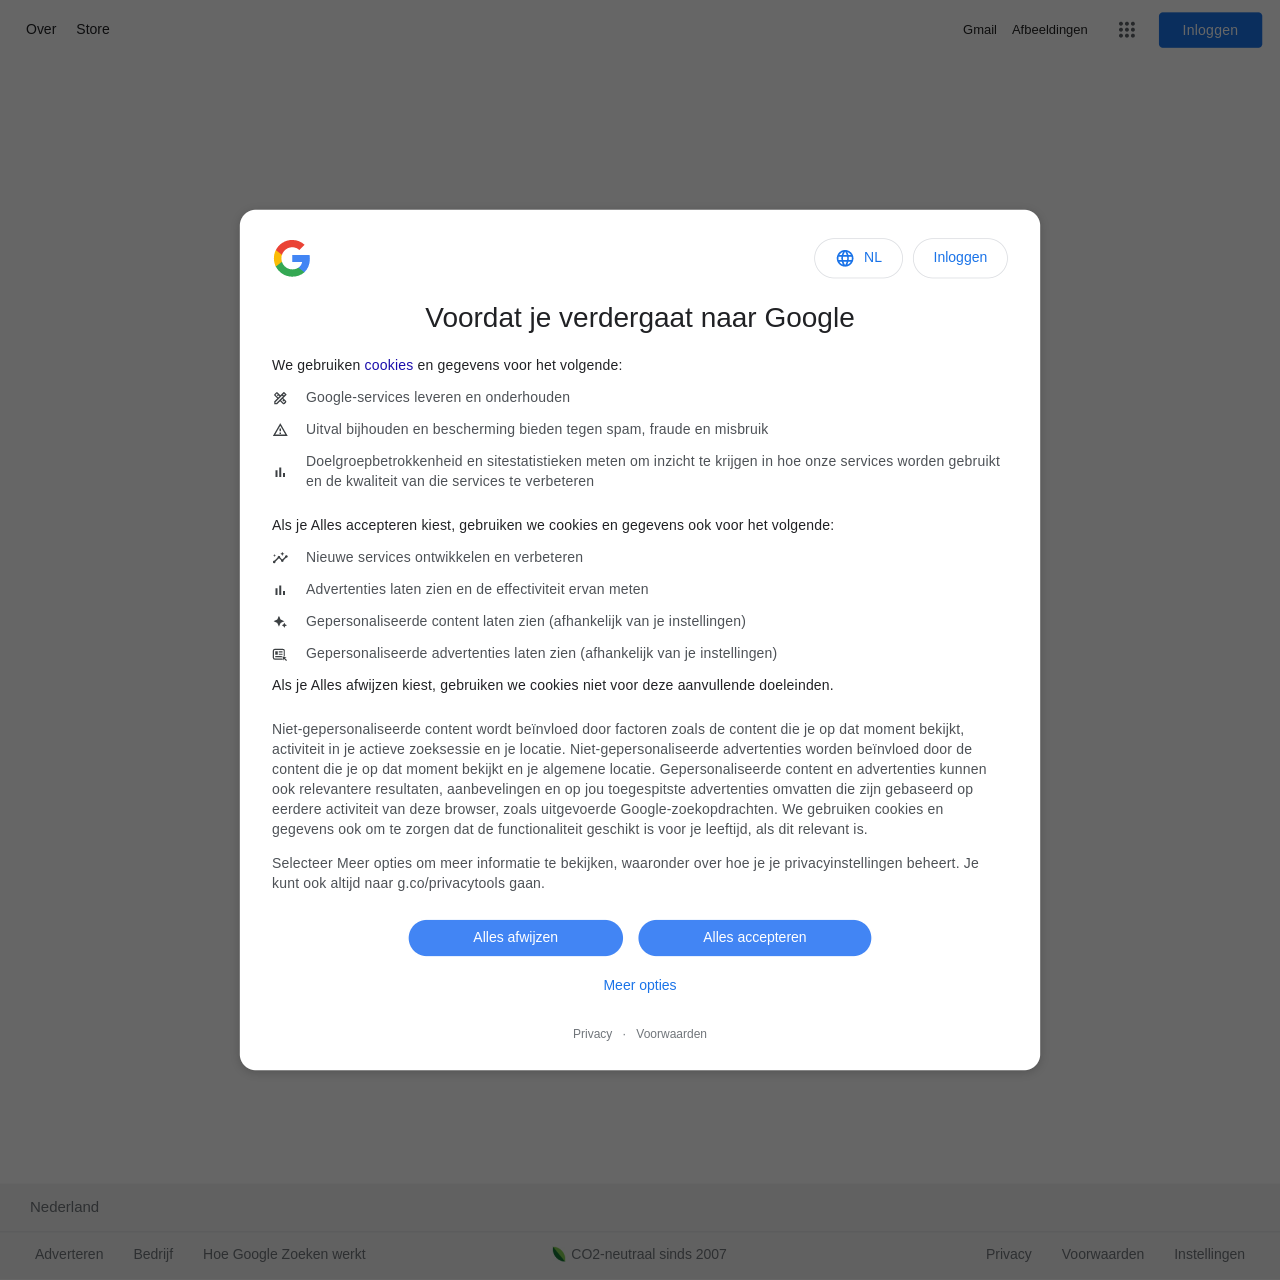 Over Store Gmail Afbeeldingen Inloggen
NL Inloggen
Voordat je verdergaat naar Google
We gebruiken cookies en gegevens voor het volgende:
Google-services leveren en onderhouden
Uitval bijhouden en bescherming bieden tegen spam, fraude en misbruik
Doelgroepbetrokkenheid en sitestatistieken meten om inzicht te krijgen in hoe onze services worden gebruikt
en de kwaliteit van die services te verbeteren
Als je Alles accepteren kiest, gebruiken we cookies en gegevens ook voor het volgende:
Nieuwe services ontwikkelen en verbeteren
Advertenties laten zien en de effectiviteit ervan meten
Gepersonaliseerde content laten zien (afhankelijk van je instellingen)
Gepersonaliseerde advertenties laten zien (afhankelijk van je instellingen)
Als je Alles afwijzen kiest, gebruiken we cookies niet voor deze aanvullende doeleinden.
Niet-gepersonaliseerde content wordt beïnvloed door factoren zoals de content die je op dat moment bekijkt,
activiteit in je actieve zoeksessie en je locatie. Niet-gepersonaliseerde advertenties worden beïnvloed door de
content die je op dat moment bekijkt en je algemene locatie. Gepersonaliseerde content en advertenties kunnen
ook relevantere resultaten, aanbevelingen en op jou toegespitste advertenties omvatten die zijn gebaseerd op
eerdere activiteit van deze browser, zoals uitgevoerde Google-zoekopdrachten. We gebruiken cookies en
gegevens ook om te zorgen dat de functionaliteit geschikt is voor je leeftijd, als dit relevant is.
Selecteer Meer opties om meer informatie te bekijken, waaronder over hoe je je privacyinstellingen beheert. Je
kunt ook altijd naar g.co/privacytools gaan.
Alles afwijzen Alles accepteren
Meer opties
Privacy · Voorwaarden
Nederland
Adverteren Bedrijf Hoe Google Zoeken werkt CO2-neutraal sinds 2007 Privacy Voorwaarden Instellingen